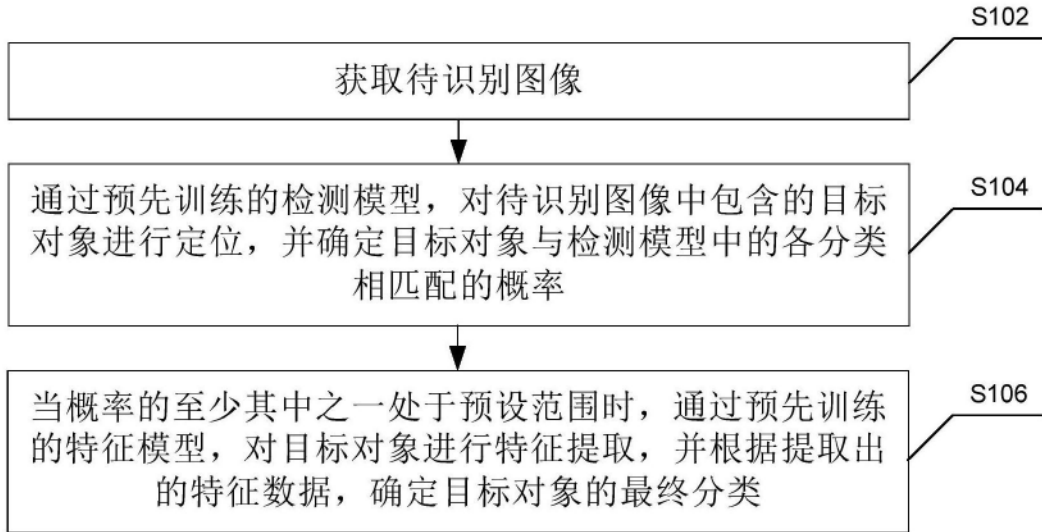 S102
获取待识别图像
S104
通过预先训练的检测模型，对待识别图像中包含的目标
对象进行定位，并确定目标对象与检测模型中的各分类
相匹配的概率
S106
当概率的至少其中之一处于预设范围时，通过预先训练
的特征模型，对目标对象进行特征提取，并根据提取出
的特征数据，确定目标对象的最终分类